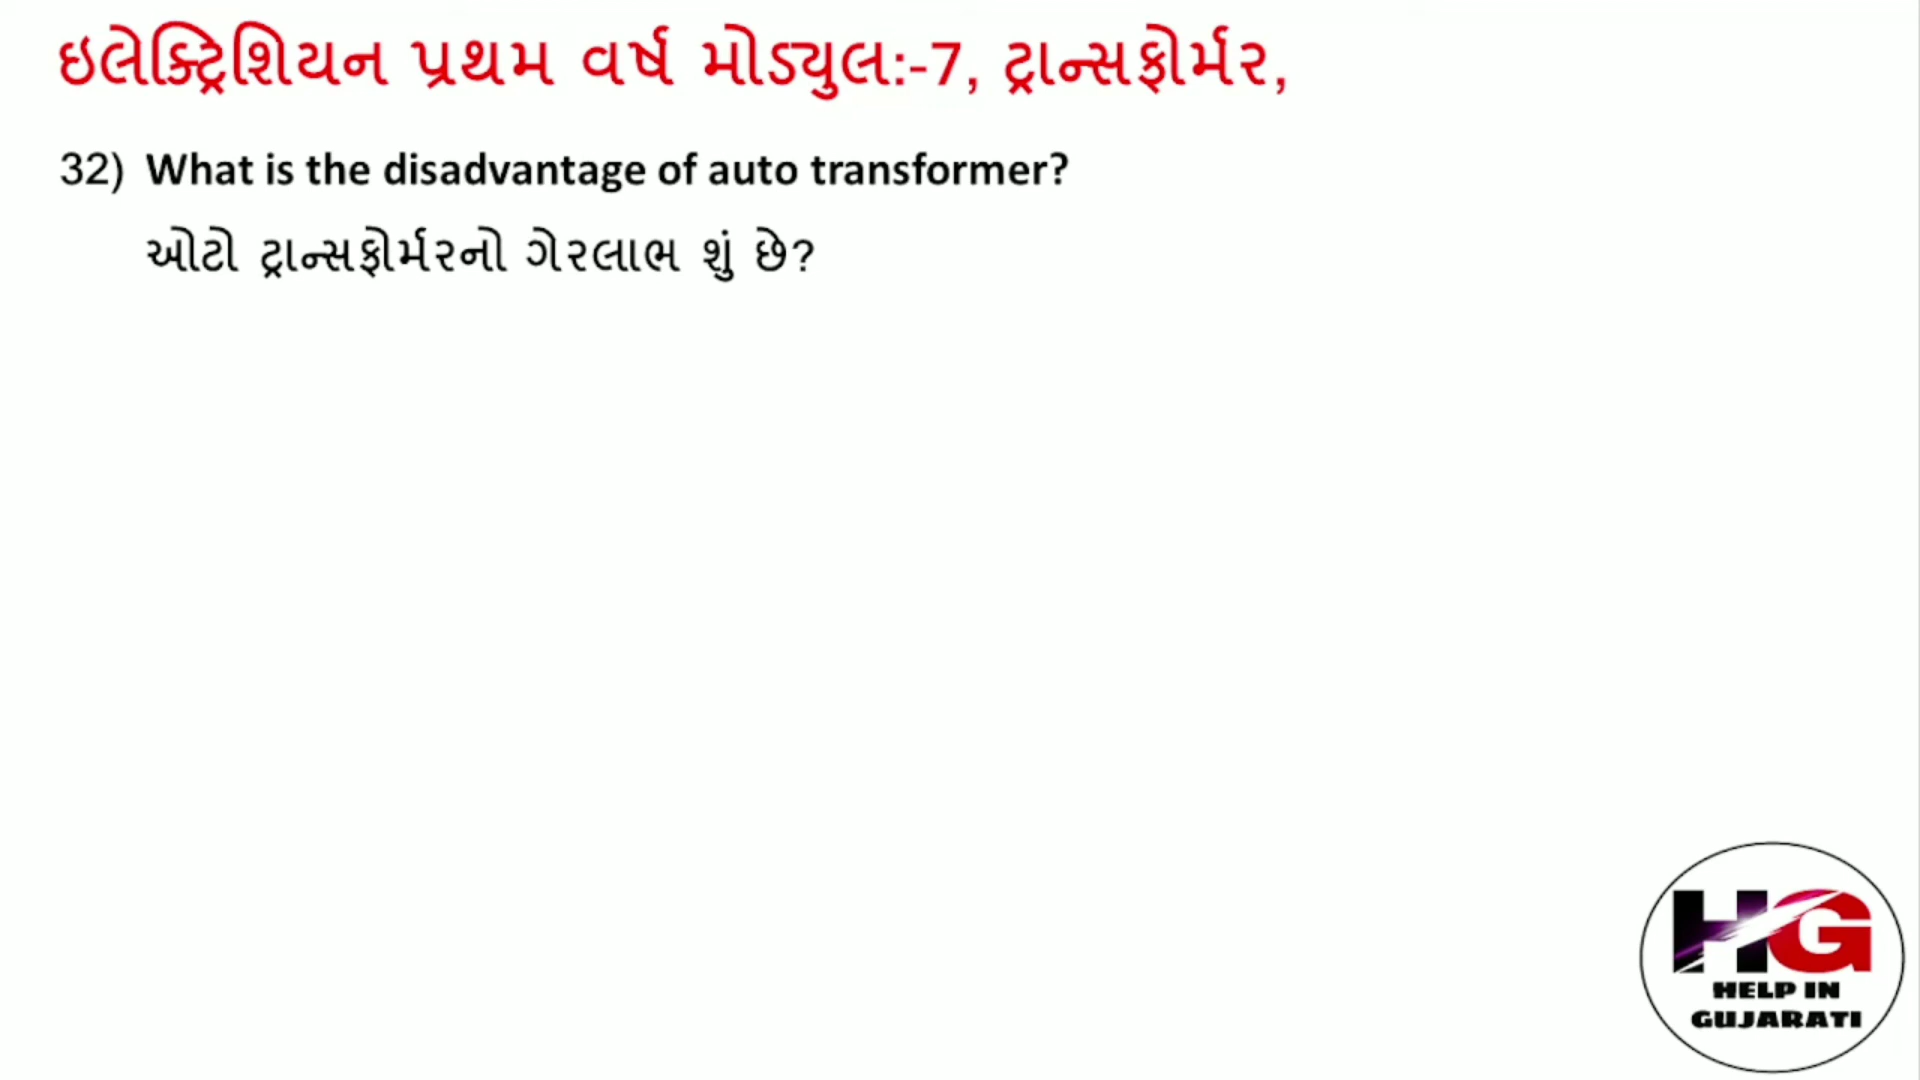 ઇલેક્ટ્રિશિયન પ્રથમ વર્ષ મોડ્યુલ:-7, ટ્રાન્સફોર્મર,
32) What is the disadvantage of auto transformer?
ઓટો ટ્રાન્સફોર્મરનો ગેરલાભ શું છે?
HG
HELP IN
GUJARATI